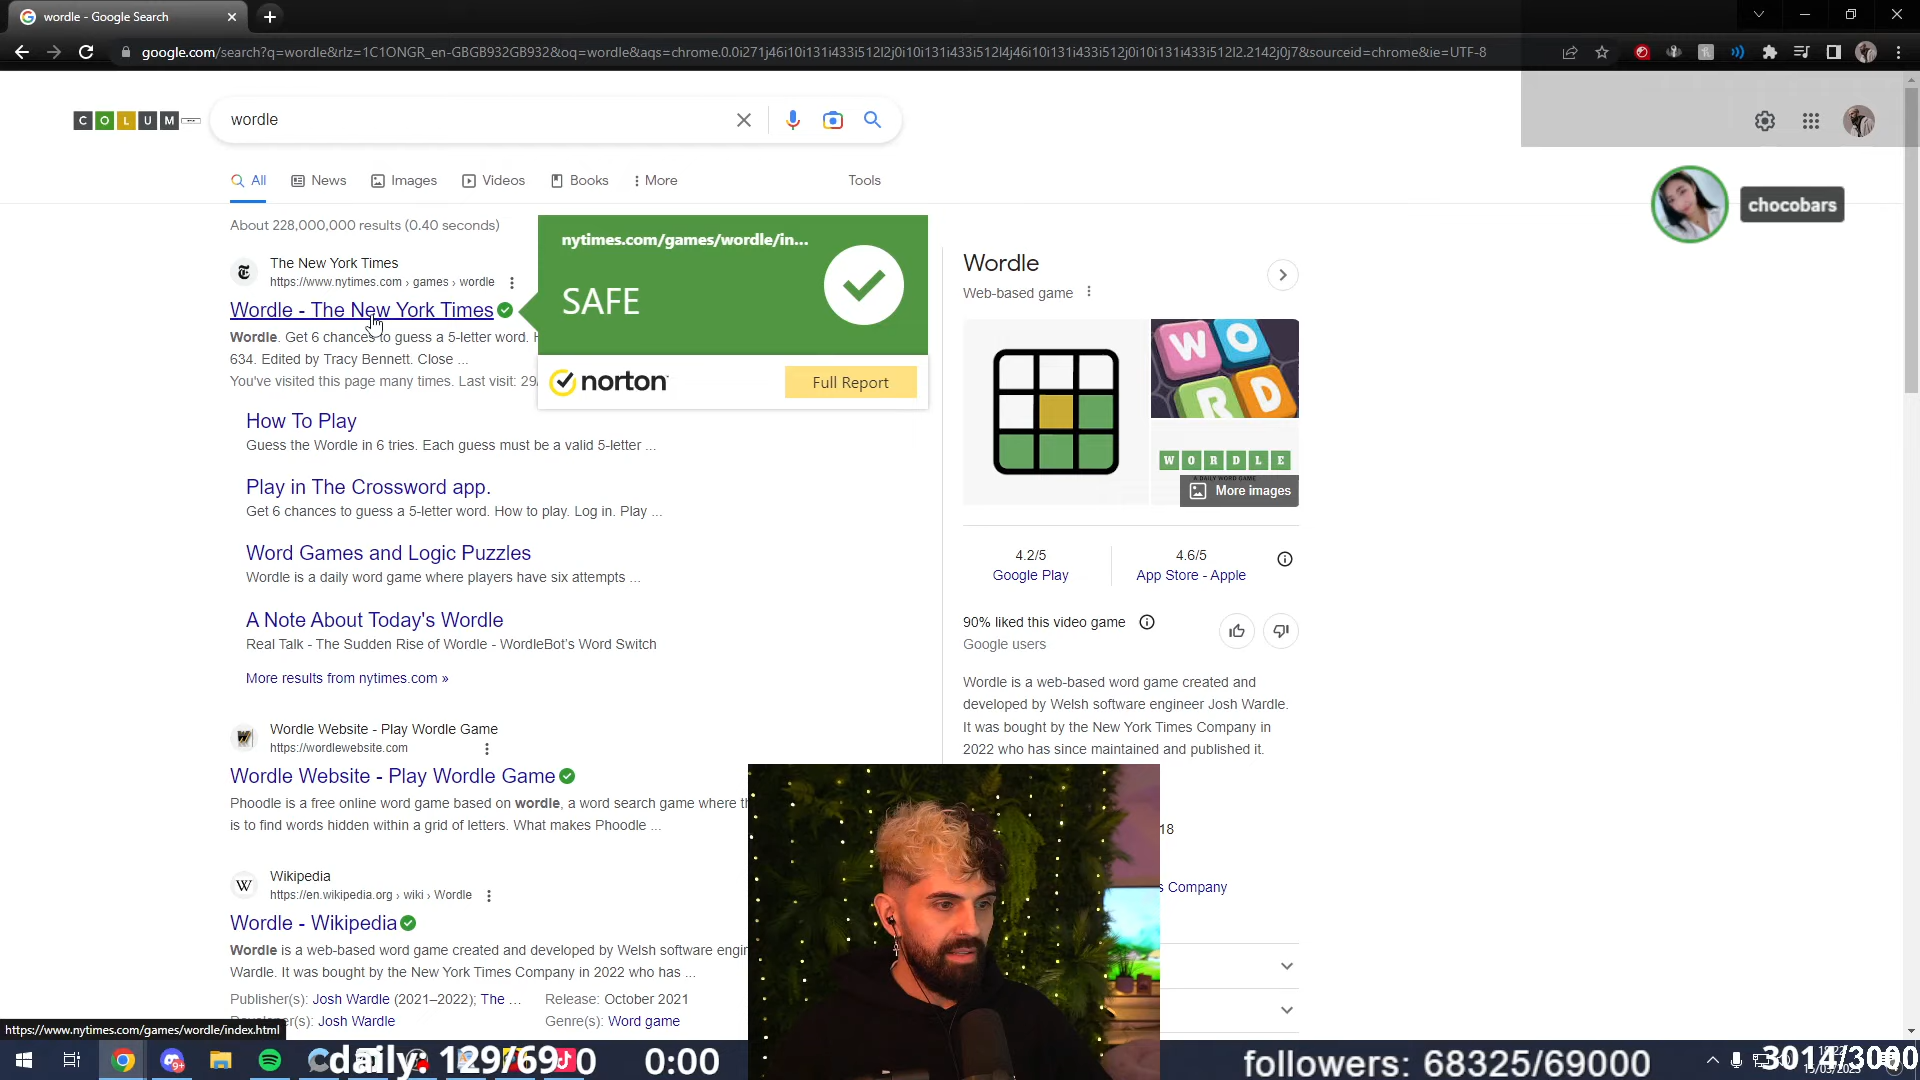 wordle - Google Search
google.com/search?q=wordle&rlz=1C1ONGR_en-GBGB932GB932&oq=wordle&aqs=chrome.0.0i271j46i10i131i433i512l2j0i10i131i433i512l4j46i10i131i433i512j0i10i131i433i512l2.2142j0j7&sourceid=chrome&ie=UTF-8
C O L U M
wordle
All
News
Images
Videos
Books
More
Tools
About 228,000,000 results (0.40 seconds)
The New York Times
https://www.nytimes.com › games › wordle
Wordle - The New York Times
Wordle. Get 6 chances to guess a 5-letter word.
634. Edited by Tracy Bennett. Close ...
You've visited this page many times. Last visit: 29/
nytimes.com/games/wordle/in...
SAFE
norton
Full Report
How To Play
Guess the Wordle in 6 tries. Each guess must be a valid 5-letter ...
Play in The Crossword app.
Get 6 chances to guess a 5-letter word. How to play. Log in. Play ...
Word Games and Logic Puzzles
Wordle is a daily word game where players have six attempts ...
A Note About Today's Wordle
Real Talk - The Sudden Rise of Wordle - WordleBot's Word Switch
More results from nytimes.com »
Wordle Website - Play Wordle Game
https://wordlewebsite.com
Wordle Website - Play Wordle Game
Phoodle is a free online word game based on wordle, a word search game where th
is to find words hidden within a grid of letters. What makes Phoodle ...
Wikipedia
https://en.wikipedia.org › wiki › Wordle
Wordle - Wikipedia
Wordle is a web-based word game created and developed by Welsh software engin
Wardle. It was bought by the New York Times Company in 2022 who has ...
Publisher(s): Josh Wardle (2021–2022); The ...
Release: October 2021
er(s): Josh Wardle
Genre(s): Word game
https://www.nytimes.com/games/wordle/index.html
chocobars
Wordle
Web-based game
W O R D
W O R D L E
A DAILY WORD GAME
More images
4.2/5
Google Play
4.6/5
App Store - Apple
90% liked this video game
Google users
Wordle is a web-based word game created and
developed by Welsh software engineer Josh Wardle.
It was bought by the New York Times Company in
2022 who has since maintained and published it.
18
s Company
daily: 129/690
0:00
followers: 68325/69000
3014/3000